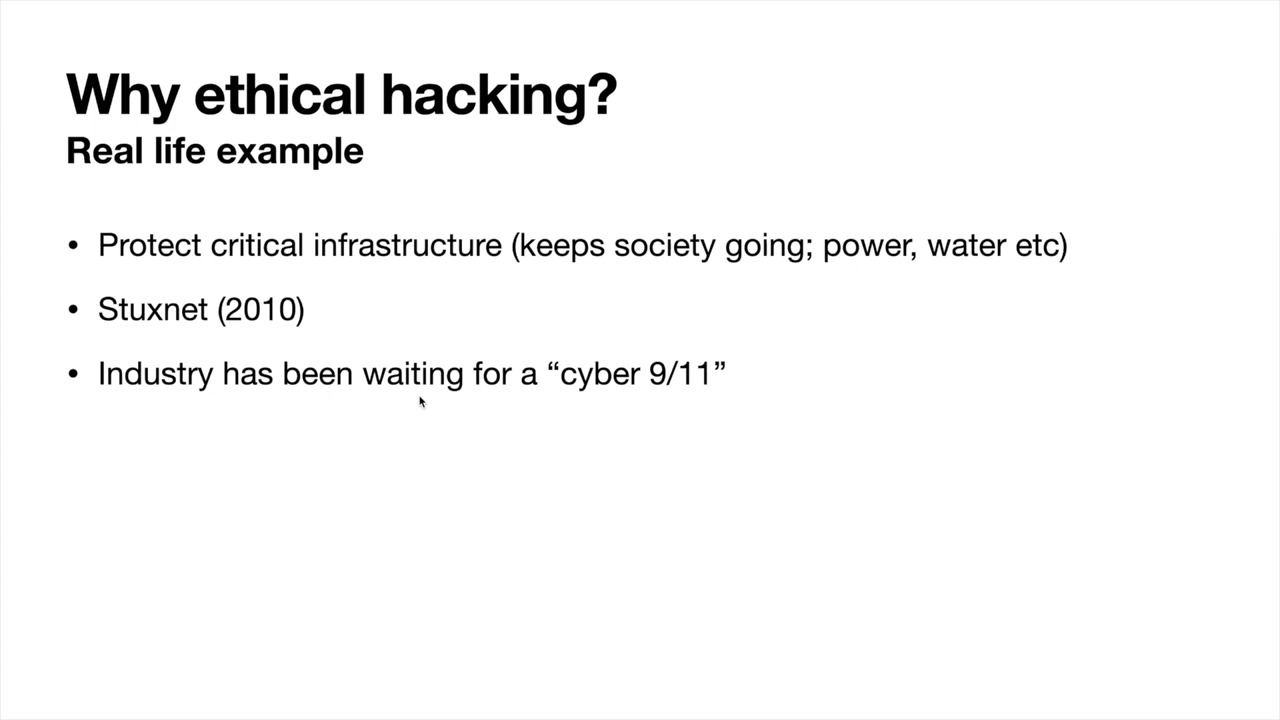 Why ethical hacking?
Real life example
• Protect critical infrastructure (keeps society going; power, water etc)
• Stuxnet (2010)
• Industry has been waiting for a “cyber 9/11”